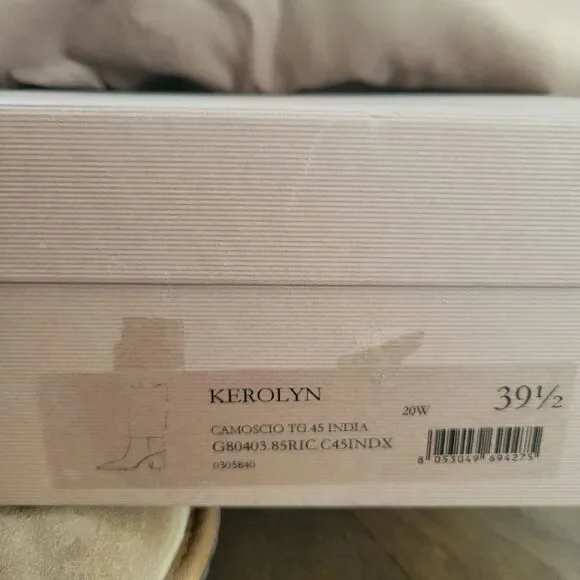 KEROLYN
20W
39½
CAMOSCIO TG.45 INDIA
G80403.85RIC.C45INDX
0305840
8 053049 694275